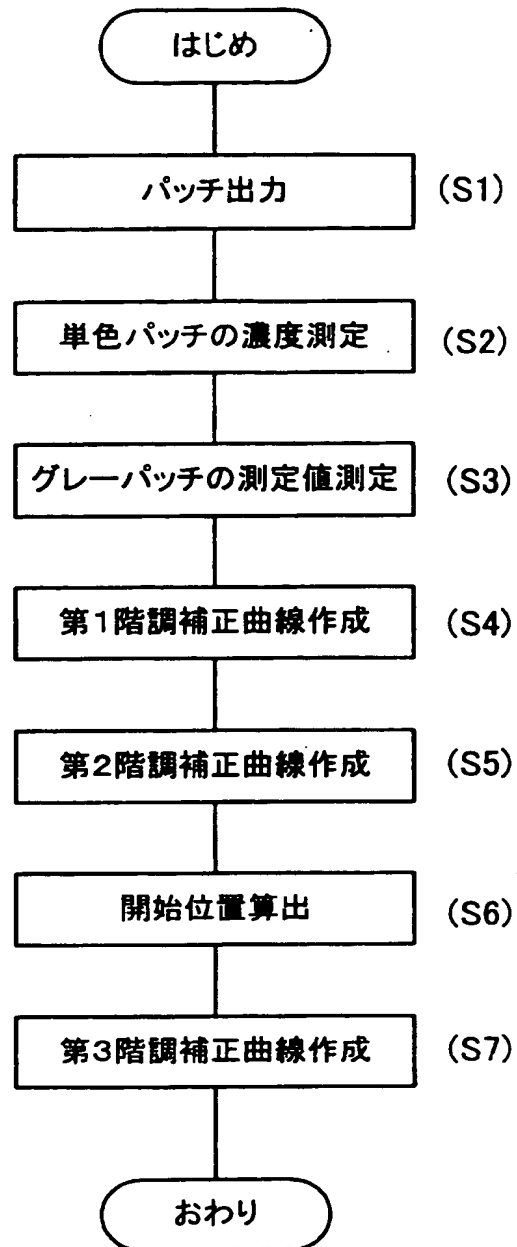 はじめ
パッチ出力 (S1)
単色パッチの濃度測定 (S2)
グレーパッチの測定値測定 (S3)
第1階調補正曲線作成 (S4)
第2階調補正曲線作成 (S5)
開始位置算出 (S6)
第3階調補正曲線作成 (S7)
おわり